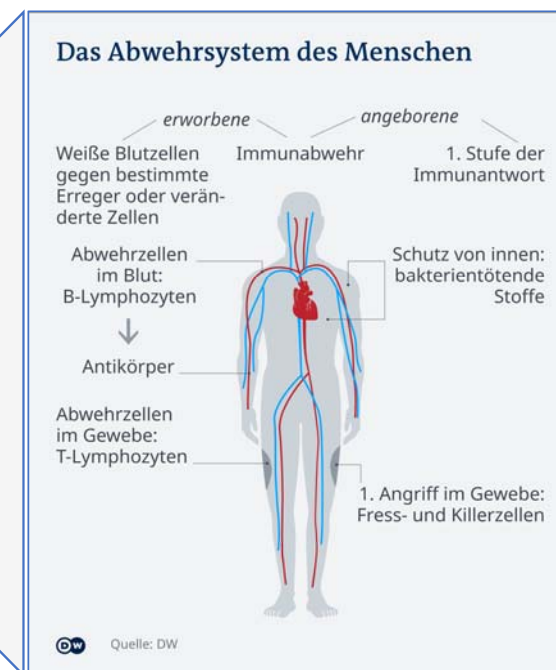 Das Abwehrsystem des Menschen
erworbene
angeborene
Weiße Blutzellen
gegen bestimmte
Erreger oder verän-
derte Zellen
Immunabwehr
1. Stufe der
Immunantwort
Abwehrzellen
im Blut:
B-Lymphozyten
Antikörper
Abwehrzellen
im Gewebe:
T-Lymphozyten
Schutz von innen:
bakterientötende
Stoffe
1. Angriff im Gewebe:
Fress- und Killerzellen
DW
Quelle: DW